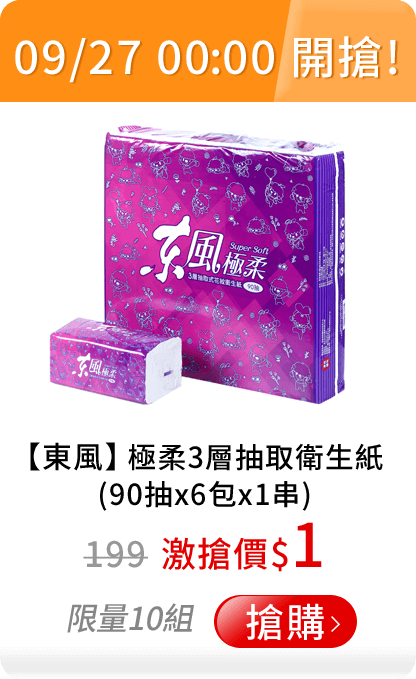 09/27 00:00 開搶!
東風極柔
Super Soft
3層抽取式花紋衛生紙 90抽
東風極柔
【東風】極柔3層抽取衛生紙
(90抽x6包x1串)
199 激搶價$1
限量10組 搶購>